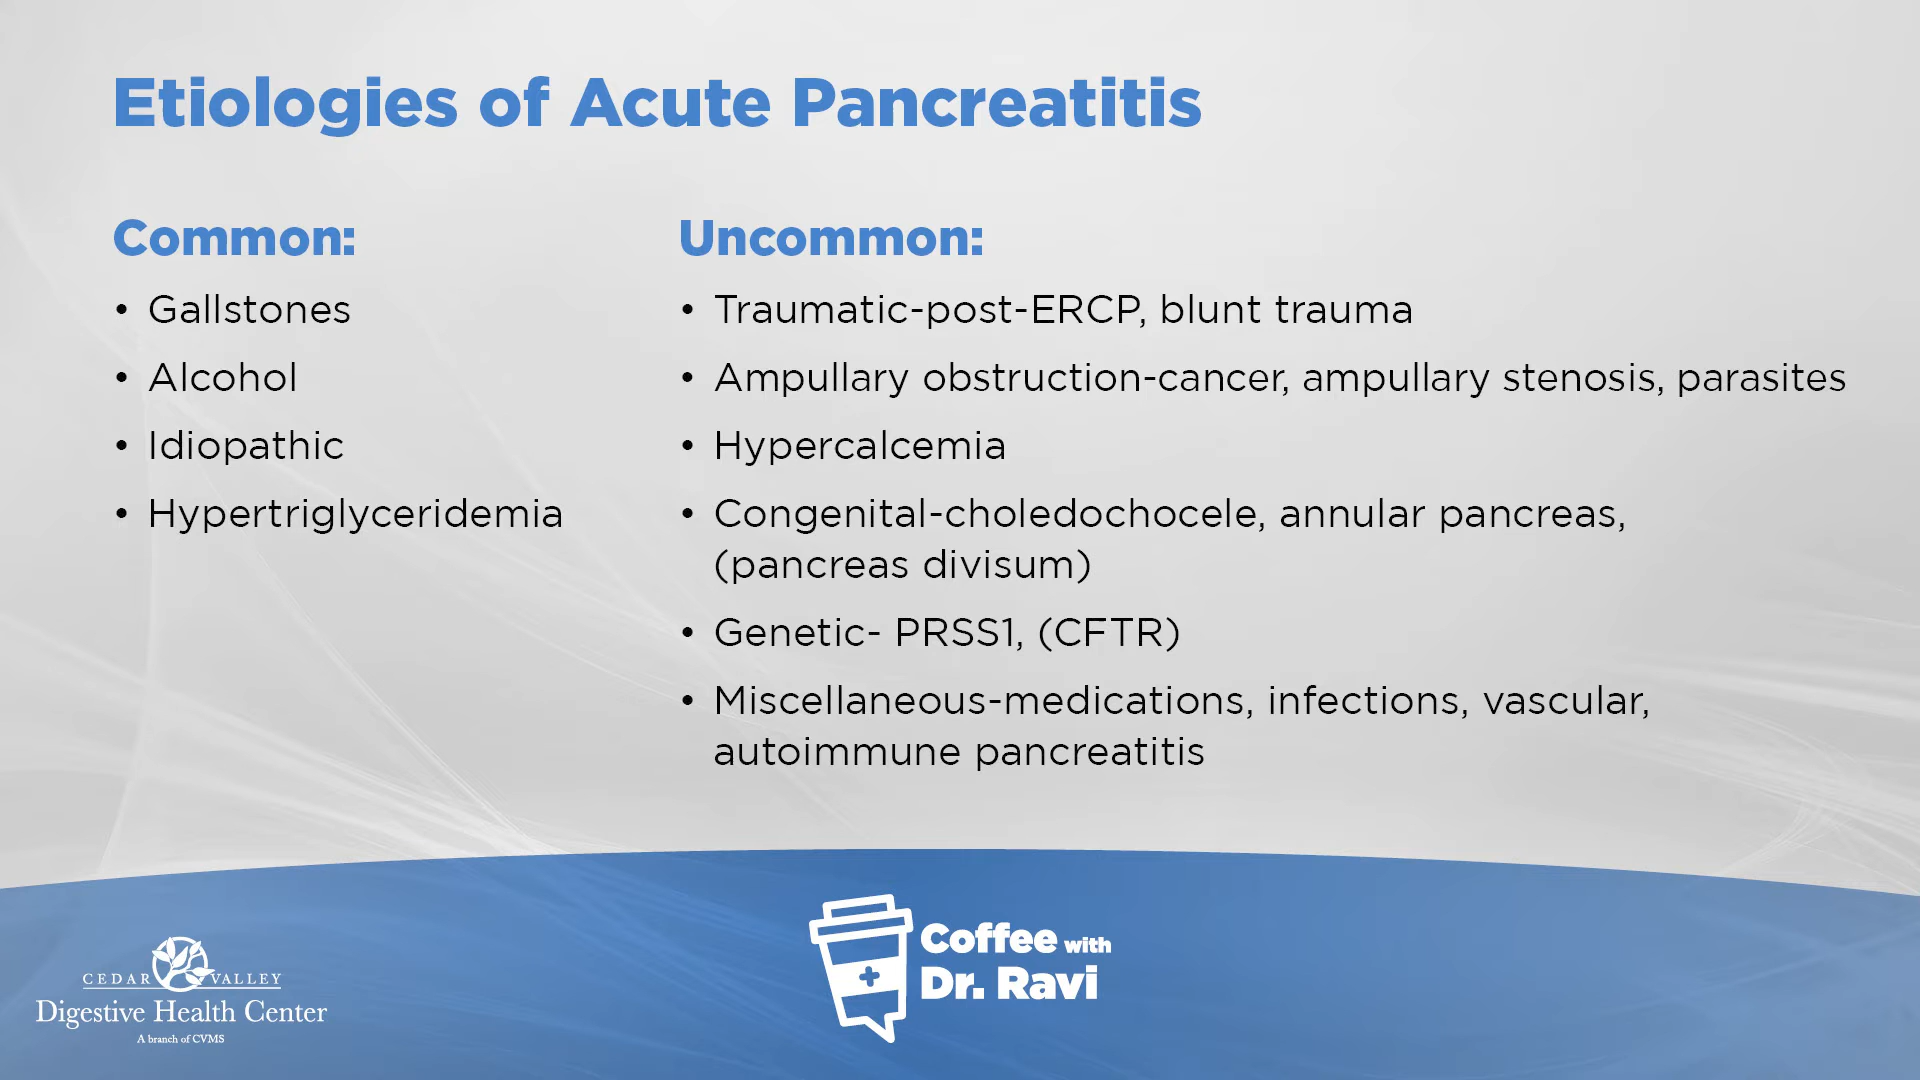 Etiologies of Acute Pancreatitis
Common:
• Gallstones
• Alcohol
• Idiopathic
• Hypertriglyceridemia
Uncommon:
• Traumatic-post-ERCP, blunt trauma
• Ampullary obstruction-cancer, ampullary stenosis, parasites
• Hypercalcemia
• Congenital-choledochocele, annular pancreas,
(pancreas divisum)
• Genetic- PRSS1, (CFTR)
• Miscellaneous-medications, infections, vascular,
autoimmune pancreatitis
CEDAR VALLEY
Digestive Health Center
A branch of CVMS
Coffee with
Dr. Ravi